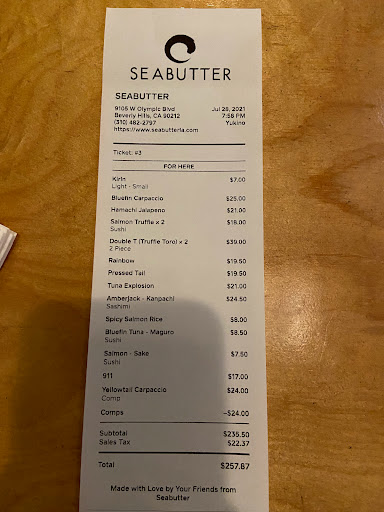 SEABUTTER
SEABUTTER
9105 W Olympic Blvd Jul 26, 2021
Beverly Hills, CA 90212 7:58 PM
(310) 482-2797 Yukino
https://www.seabutterla.com
Ticket: #3
FOR HERE
Kirin $7.00
Light - Small
Bluefin Carpaccio $25.00
Hamachi Jalapeno $21.00
Salmon Truffle x 2 $18.00
Sushi
Double T (Truffle Toro) x 2 $39.00
2 Piece
Rainbow $19.50
Pressed Tail $19.50
Tuna Explosion $21.00
Amberjack - Kanpachi $24.50
Sashimi
Spicy Salmon Rice $8.00
Bluefin Tuna - Maguro $8.50
Sushi
Salmon - Sake $7.50
Sushi
911 $17.00
Yellowtail Carpaccio $24.00
Comp
Comps -$24.00
Subtotal $235.50
Sales Tax $22.37
Total $257.87
Made with Love by Your Friends from
Seabutter